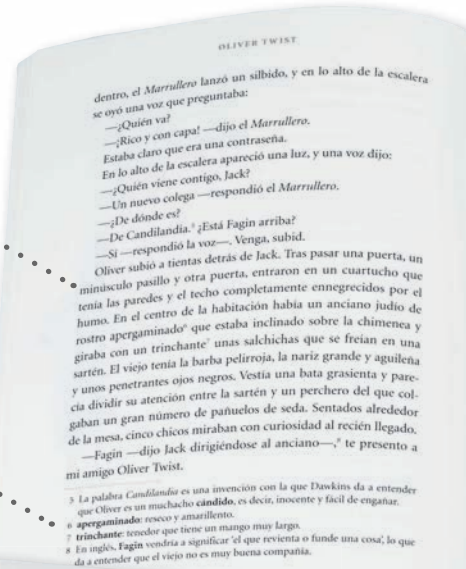 OLIVER TWIST
dentro, el Marrullero lanzó un silbido, y en lo alto de la escalera
se oyó una voz que preguntaba:
—¿Quién va?
—¡Rico y con capa! —dijo el Marrullero.
Estaba claro que era una contraseña.
En lo alto de la escalera apareció una luz, y una voz dijo:
—¿Quién viene contigo, Jack?
—Un nuevo colega —respondió el Marrullero.
—¿De dónde es?
—De Candilandia.⁵ ¿Está Fagin arriba?
—Sí —respondió la voz—. Venga, subid.
Oliver subió a tientas detrás de Jack. Tras pasar una puerta, un
minúsculo pasillo y otra puerta, entraron en un cuartucho que
tenía las paredes y el techo completamente ennegrecidos por el
humo. En el centro de la habitación había un anciano judío de
rostro apergaminado⁶ que estaba inclinado sobre la chimenea y
giraba con un trinchante⁷ unas salchichas que se freían en una
sartén. El viejo tenía la barba pelirroja, la nariz grande y aguileña
y unos penetrantes ojos negros. Vestía una bata grasienta y pare-
cía dividir su atención entre la sartén y un perchero del que col-
gaban un gran número de pañuelos de seda. Sentados alrededor
de la mesa, cinco chicos miraban con curiosidad al recién llegado.
—Fagin —dijo Jack dirigiéndose al anciano—,⁸ te presento a
mi amigo Oliver Twist.
5 La palabra Candilandia es una invención con la que Dawkins da a entender
que Oliver es un muchacho cándido, es decir, inocente y fácil de engañar.
6 apergaminado: reseco y amarillento.
7 trinchante: tenedor que tiene un mango muy largo.
8 En inglés, Fagin vendría a significar 'el que revienta o funde una cosa', lo que
da a entender que el viejo no es muy buena compañía.